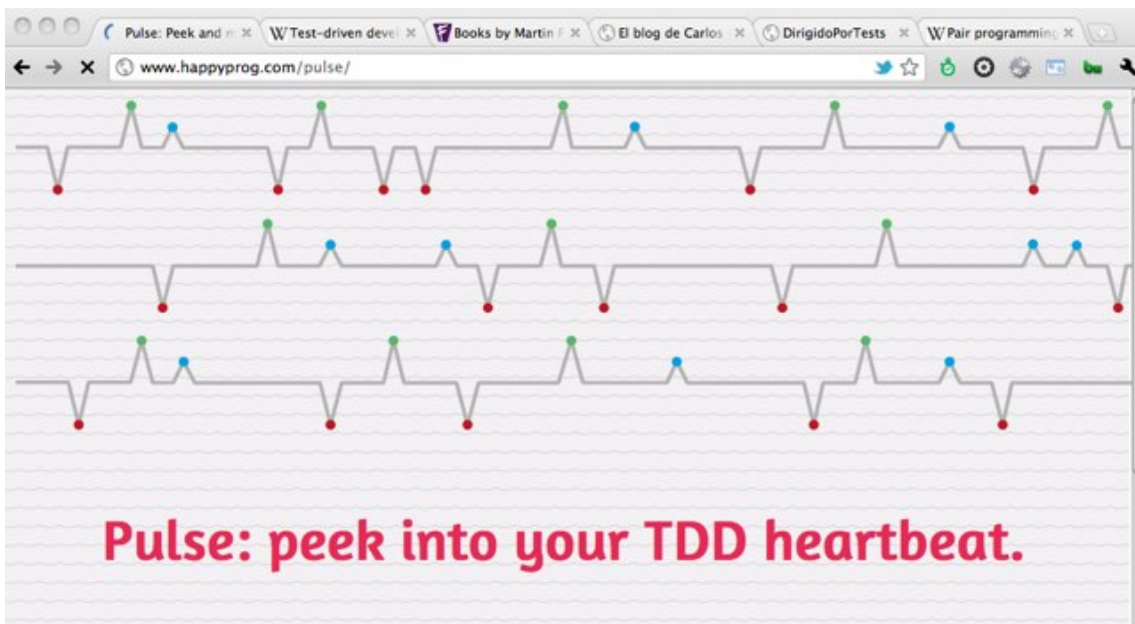 Pulse: Peek and m
W Test-driven devel
Books by Martin F
El blog de Carlos
DirigidoPorTests
W Pair programming
www.happyprog.com/pulse/
Pulse: peek into your TDD heartbeat.